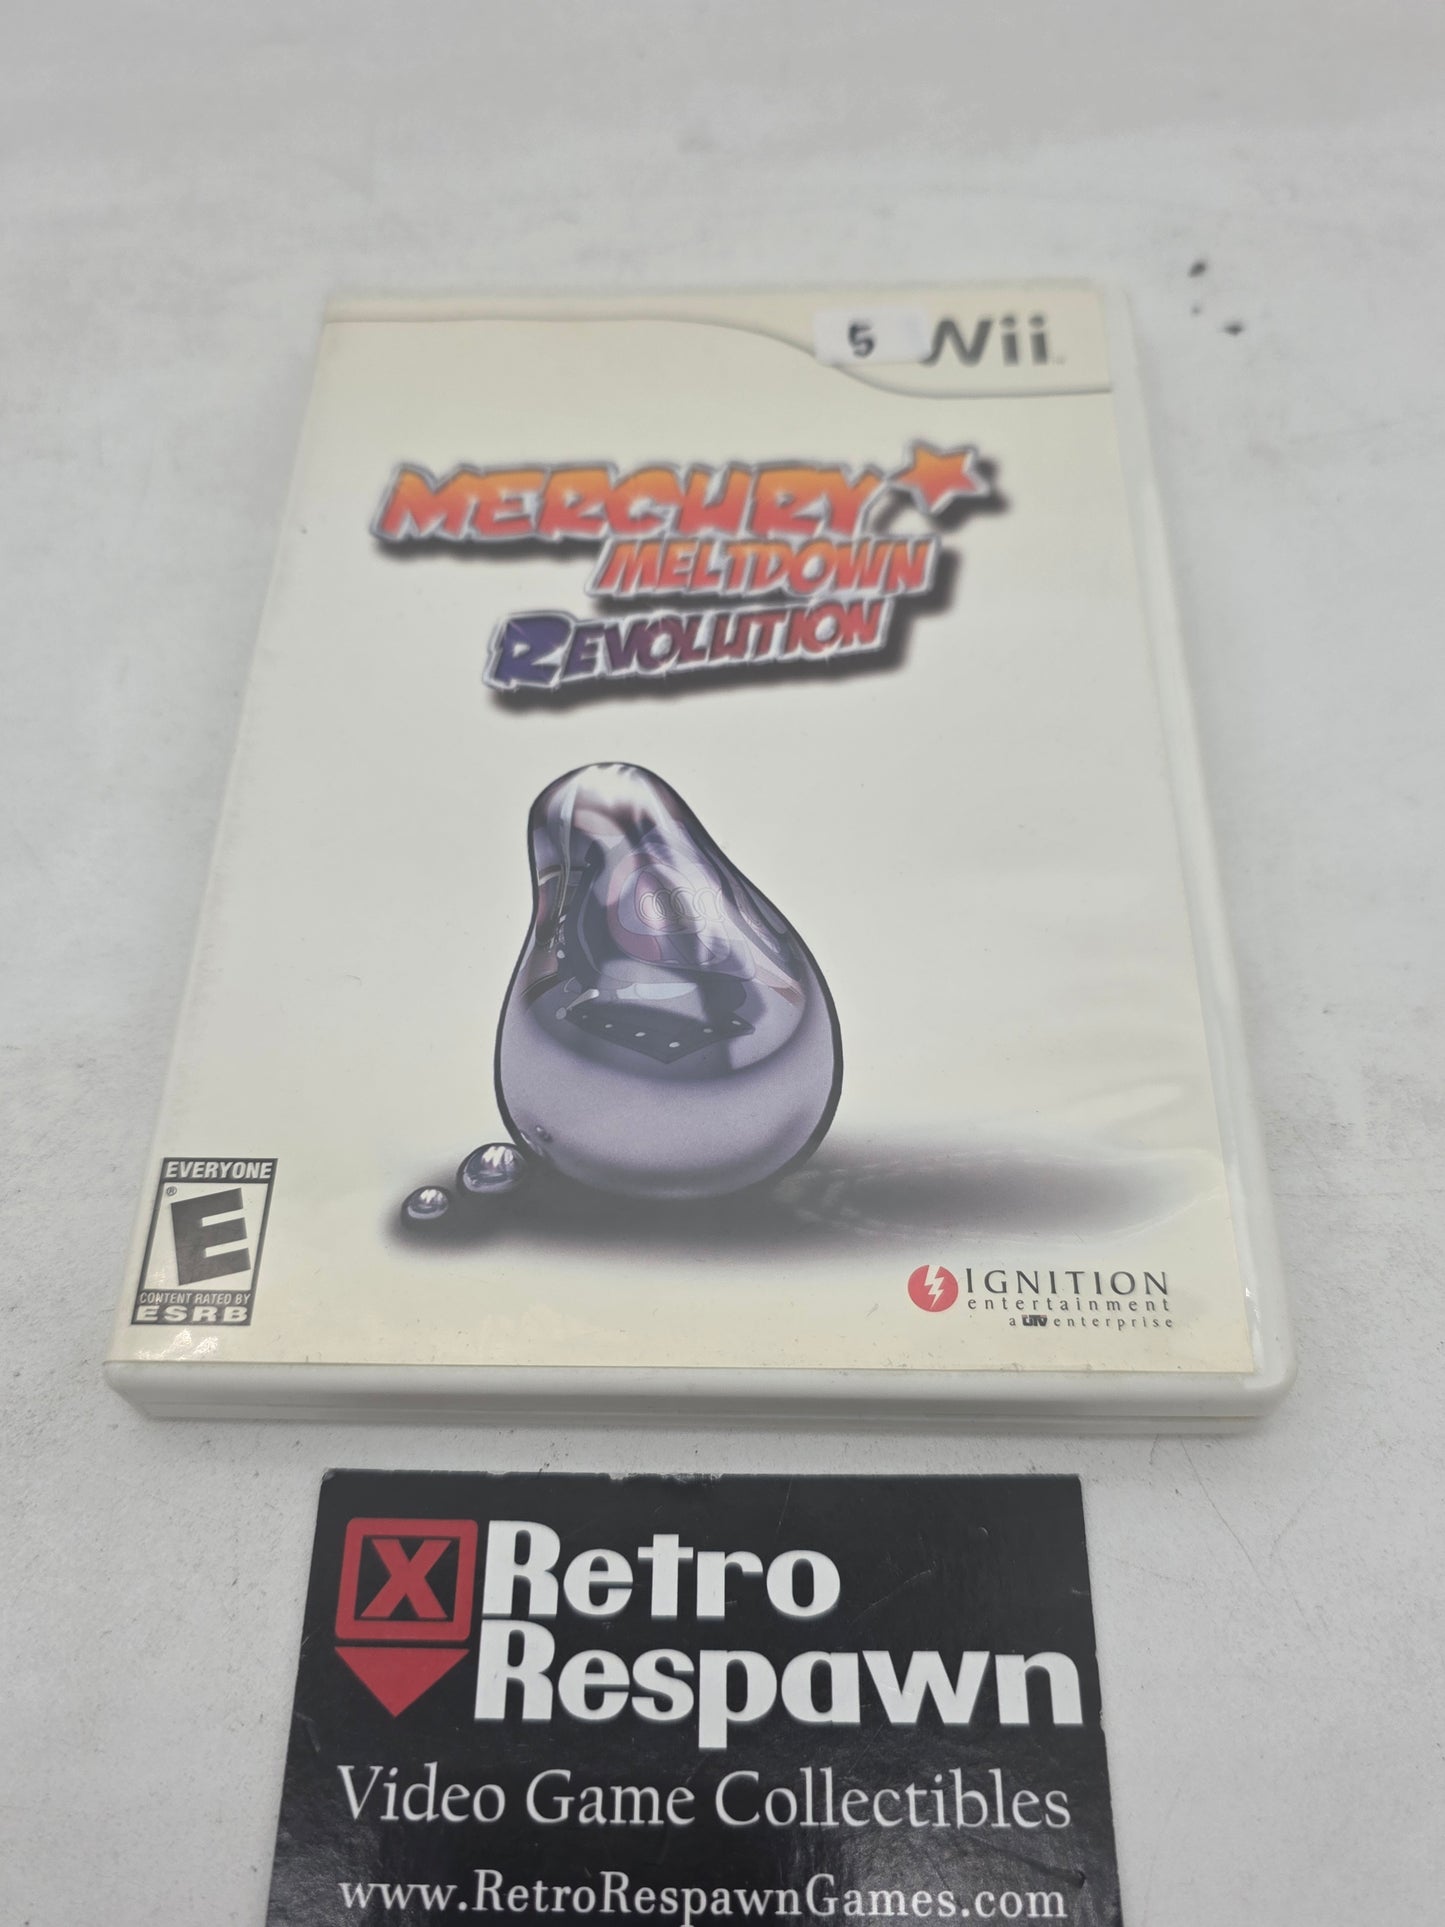 5
Wii
MERCURY
MELTDOWN
REVOLUTION
EVERYONE
E
CONTENT RATED BY
ESRB
IGNITION
entertainment
a UTV enterprise
X Retro
Respawn
Video Game Collectibles
www.RetroRespawnGames.com